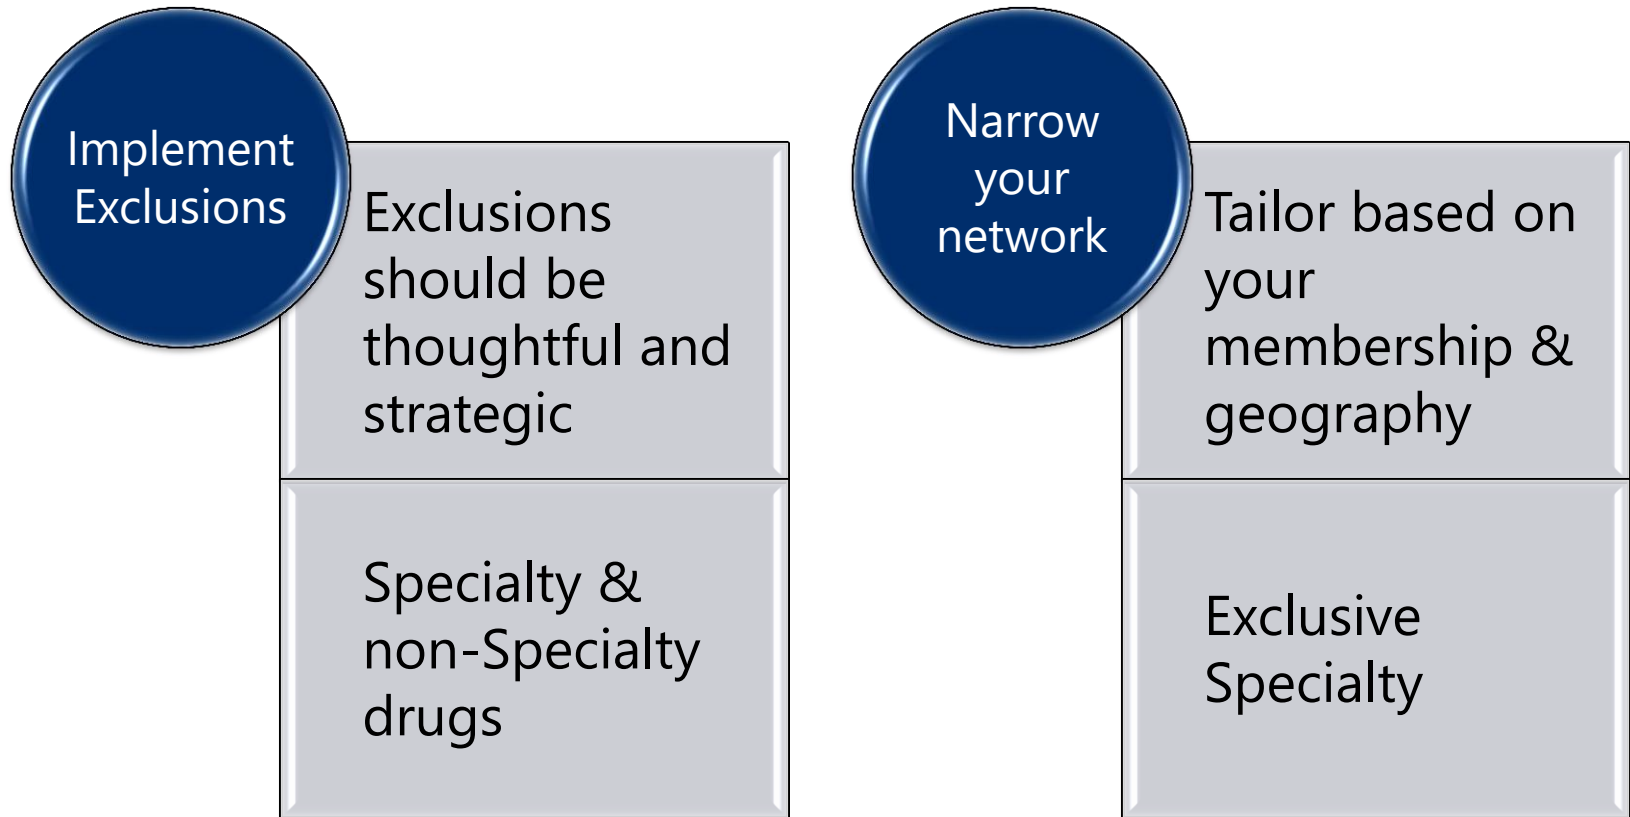 Implement
Exclusions
Exclusions
should be
thoughtful and
strategic
Specialty &
non-Specialty
drugs
Narrow
your
network
Tailor based on
your
membership &
geography
Exclusive
Specialty